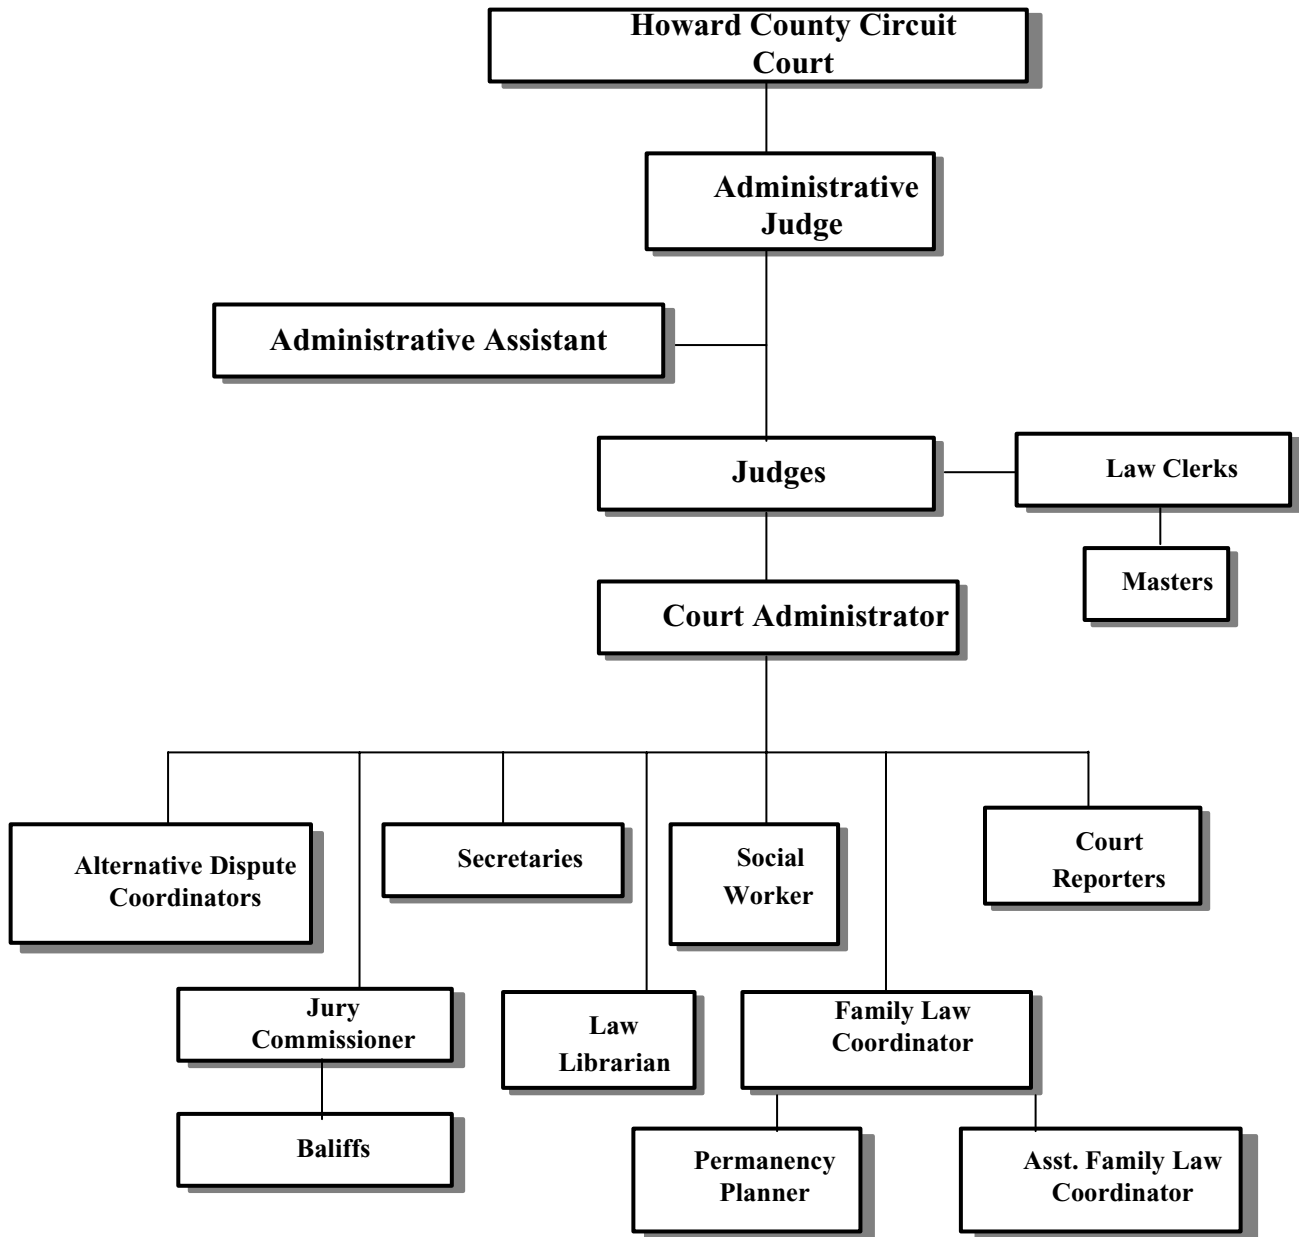 Howard County Circuit
Court
Administrative
Judge
Administrative Assistant
Judges
Law Clerks
Masters
Court Administrator
Alternative Dispute
Coordinators
Secretaries
Social
Worker
Court
Reporters
Jury
Commissioner
Law
Librarian
Family Law
Coordinator
Baliffs
Permanency
Planner
Asst. Family Law
Coordinator